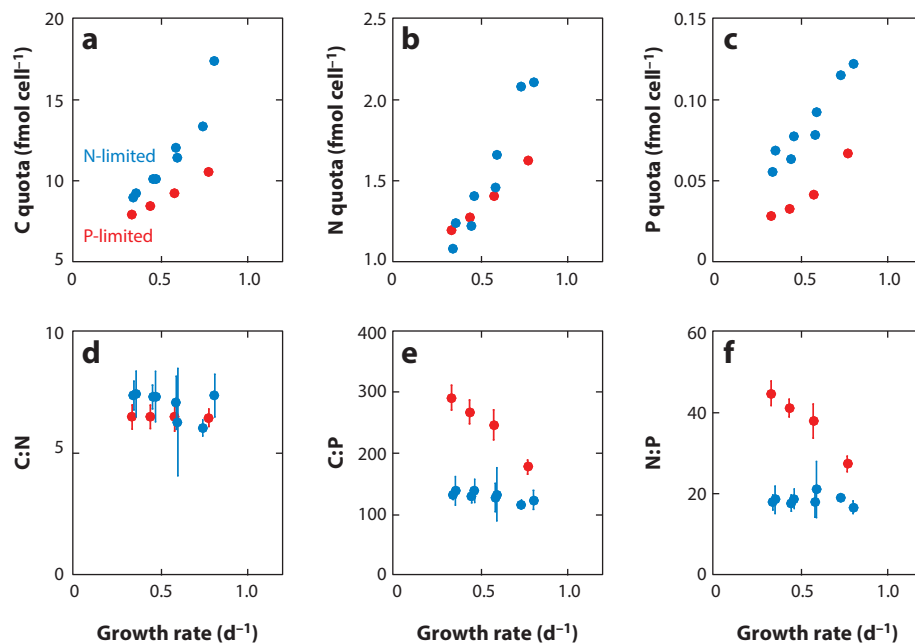 a
C quota (fmol cell⁻¹)
20
15
10
5
0
0.5
1.0
N-limited
P-limited
b
N quota (fmol cell⁻¹)
2.5
2.0
1.5
1.0
0
0.5
1.0
c
P quota (fmol cell⁻¹)
0.15
0.10
0.05
0
0
0.5
1.0
d
C:N
10
5
0
0
0.5
1.0
Growth rate (d⁻¹)
e
C:P
400
300
200
100
0
0
0.5
1.0
Growth rate (d⁻¹)
f
N:P
60
40
20
0
0
0.5
1.0
Growth rate (d⁻¹)